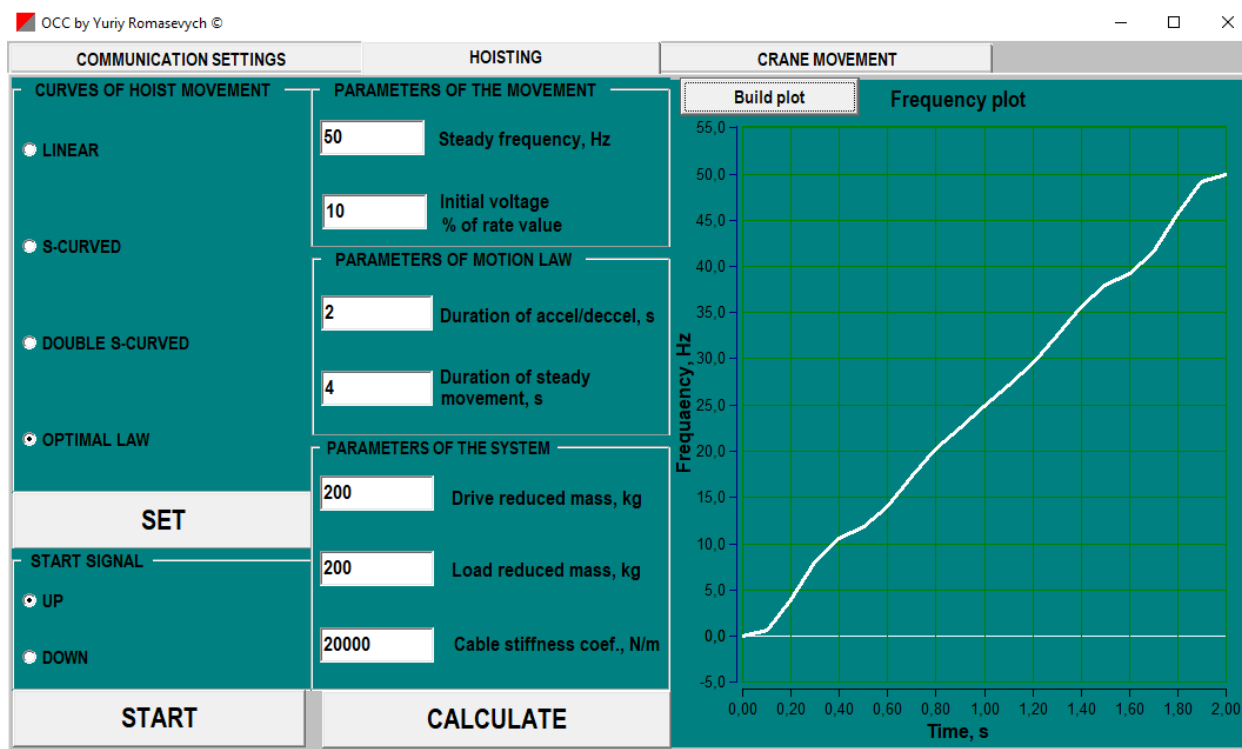 OCC by Yuriy Romasevych ©
COMMUNICATION SETTINGS
HOISTING
CRANE MOVEMENT
CURVES OF HOIST MOVEMENT
LINEAR
S-CURVED
DOUBLE S-CURVED
OPTIMAL LAW
SET
START SIGNAL
UP
DOWN
START
PARAMETERS OF THE MOVEMENT
50 Steady frequency, Hz
10 Initial voltage
% of rate value
PARAMETERS OF MOTION LAW
2 Duration of accel/deccel, s
4 Duration of steady
movement, s
PARAMETERS OF THE SYSTEM
200 Drive reduced mass, kg
200 Load reduced mass, kg
20000 Cable stiffness coef., N/m
CALCULATE
Build plot
Frequency plot
Frequaency, Hz
55,0
50,0
45,0
40,0
35,0
30,0
25,0
20,0
15,0
10,0
5,0
0,0
-5,0
0,00 0,20 0,40 0,60 0,80 1,00 1,20 1,40 1,60 1,80 2,00
Time, s